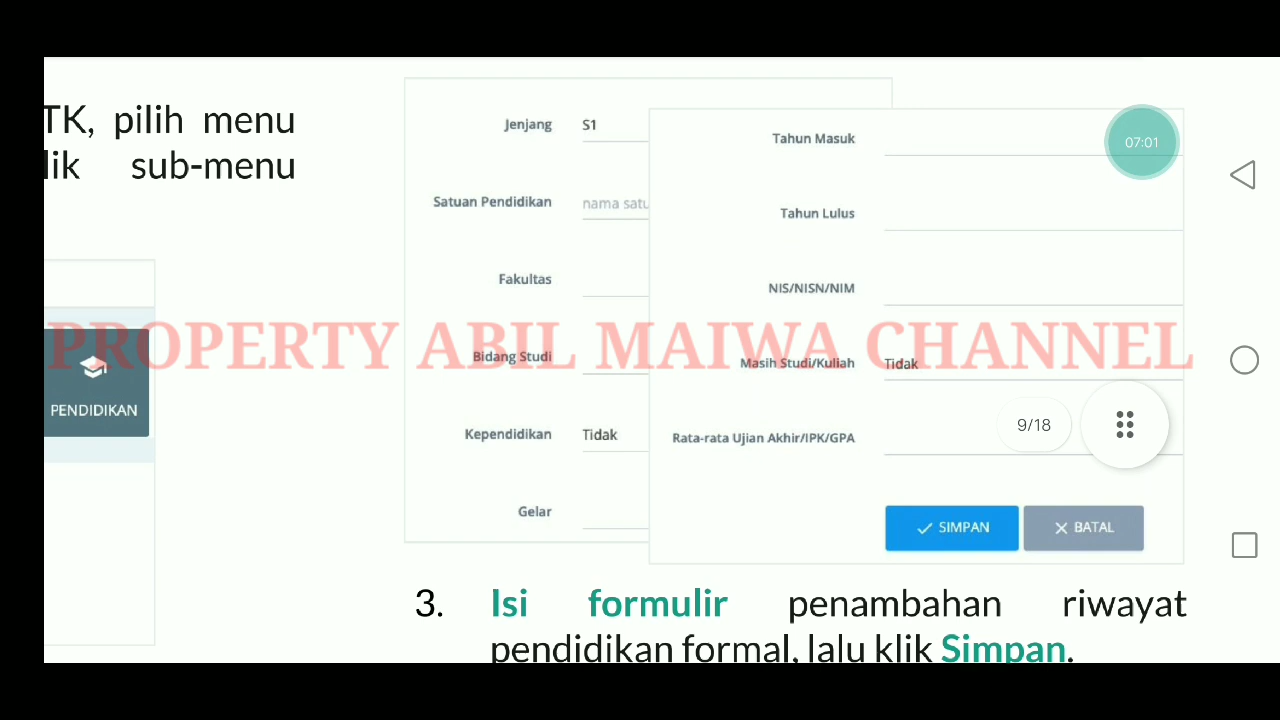 TK, pilih menu
lik sub-menu
PENDIDIKAN
Jenjang S1
Satuan Pendidikan nama satu
Fakultas
Bidang Studi
Kependidikan Tidak
Gelar
Tahun Masuk
Tahun Lulus
NIS/NISN/NIM
Masih Studi/Kuliah Tidak
Rata-rata Ujian Akhir/IPK/GPA
SIMPAN BATAL
07:01
9/18
PROPERTY ABIL MAIWA CHANNEL
3. Isi formulir penambahan riwayat
pendidikan formal, lalu klik Simpan.